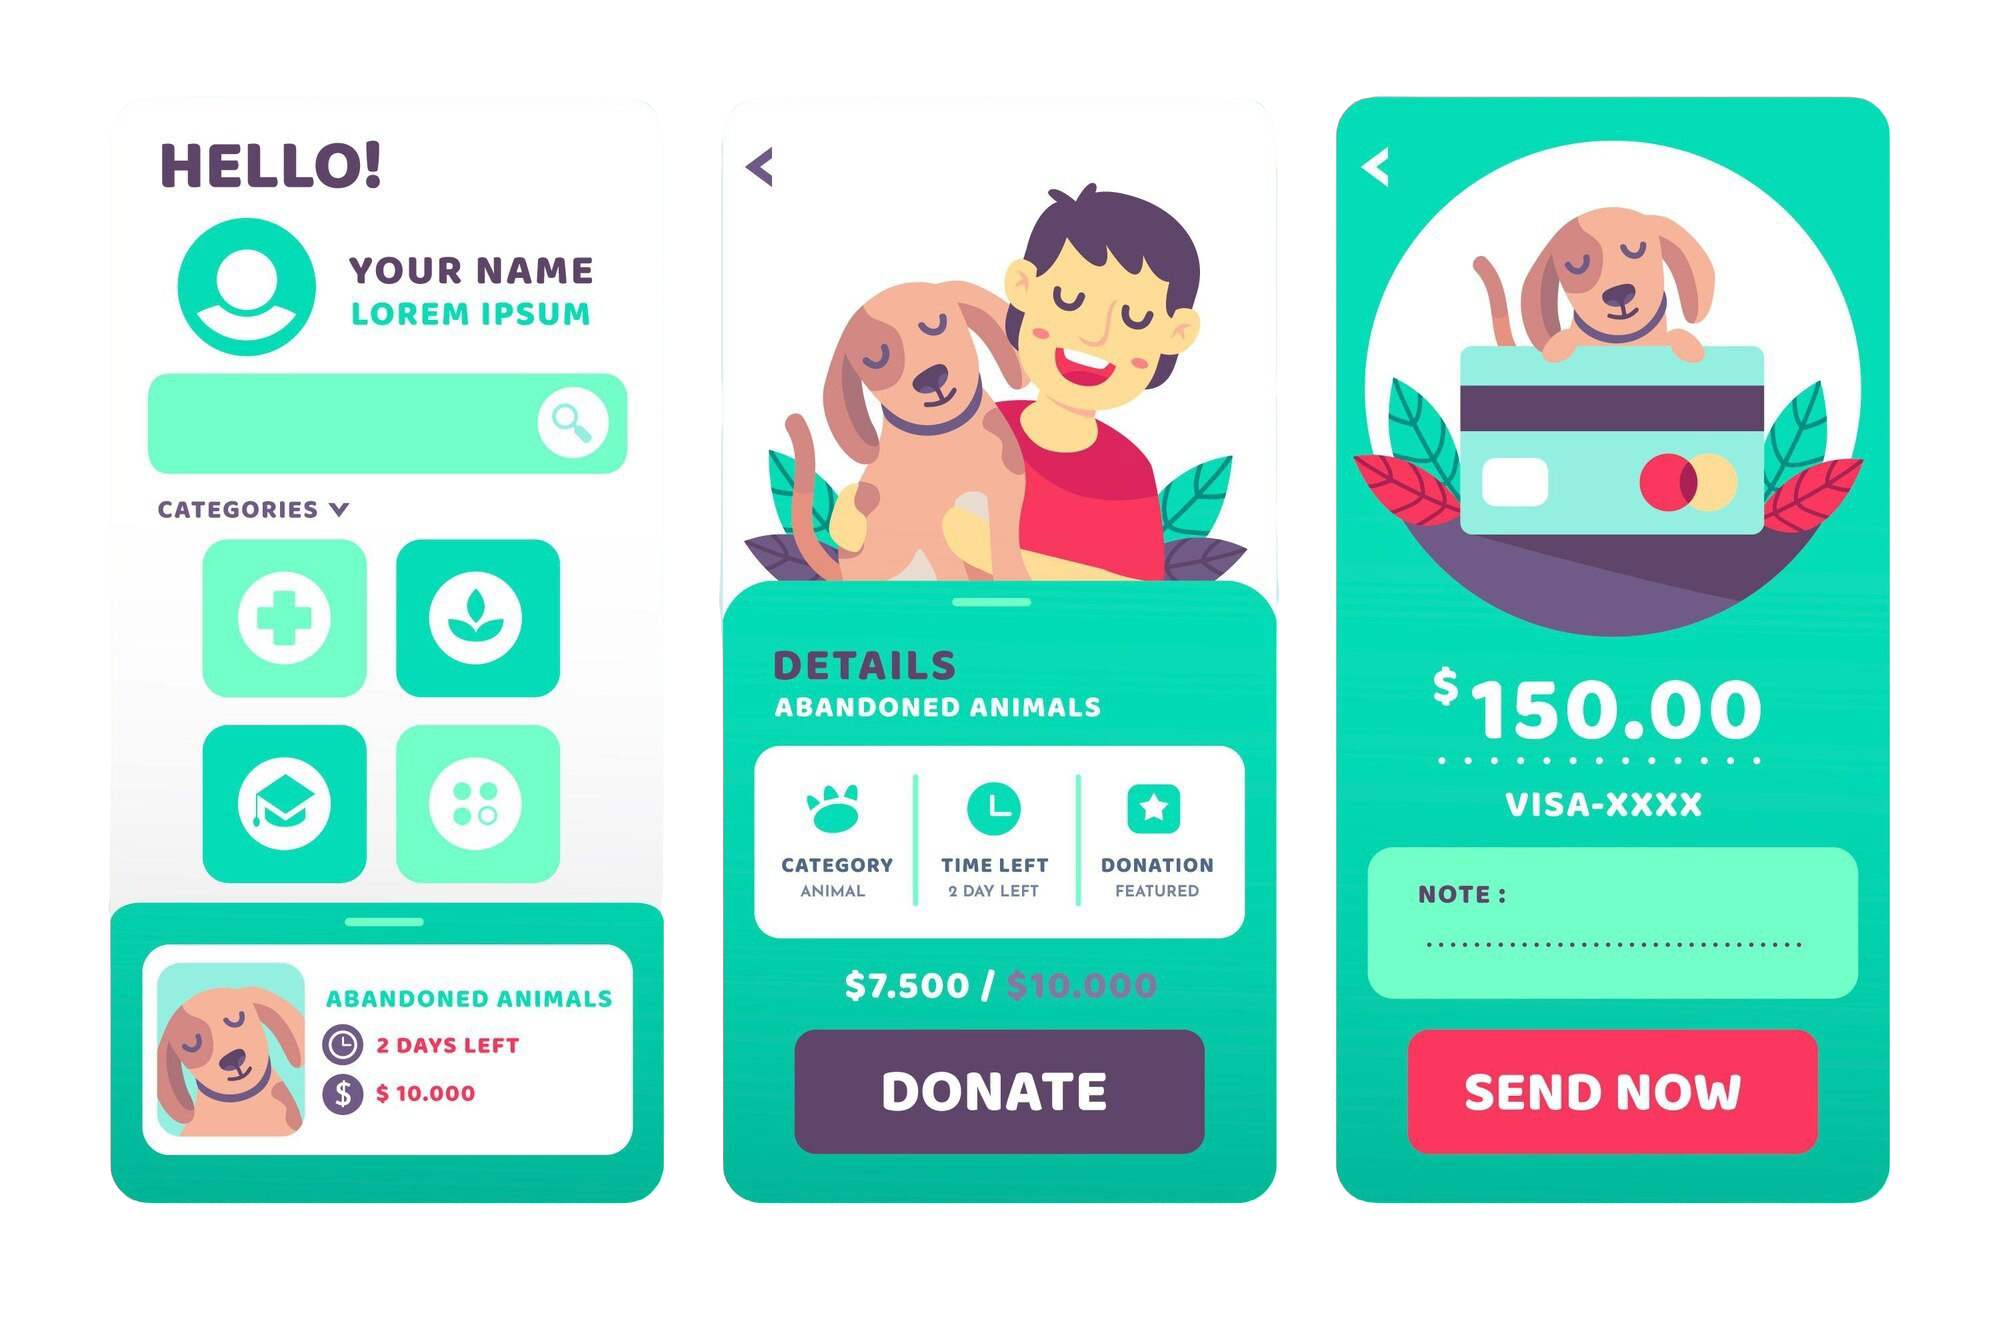 HELLO!
YOUR NAME
LOREM IPSUM
CATEGORIES
ABANDONED ANIMALS
2 DAYS LEFT
$
$ 10.000
DETAILS
ABANDONED ANIMALS
CATEGORY
ANIMAL
TIME LEFT
2 DAY LEFT
DONATION
FEATURED
$7.500 / $10.000
DONATE
$150.00
VISA-XXXX
NOTE :
SEND NOW